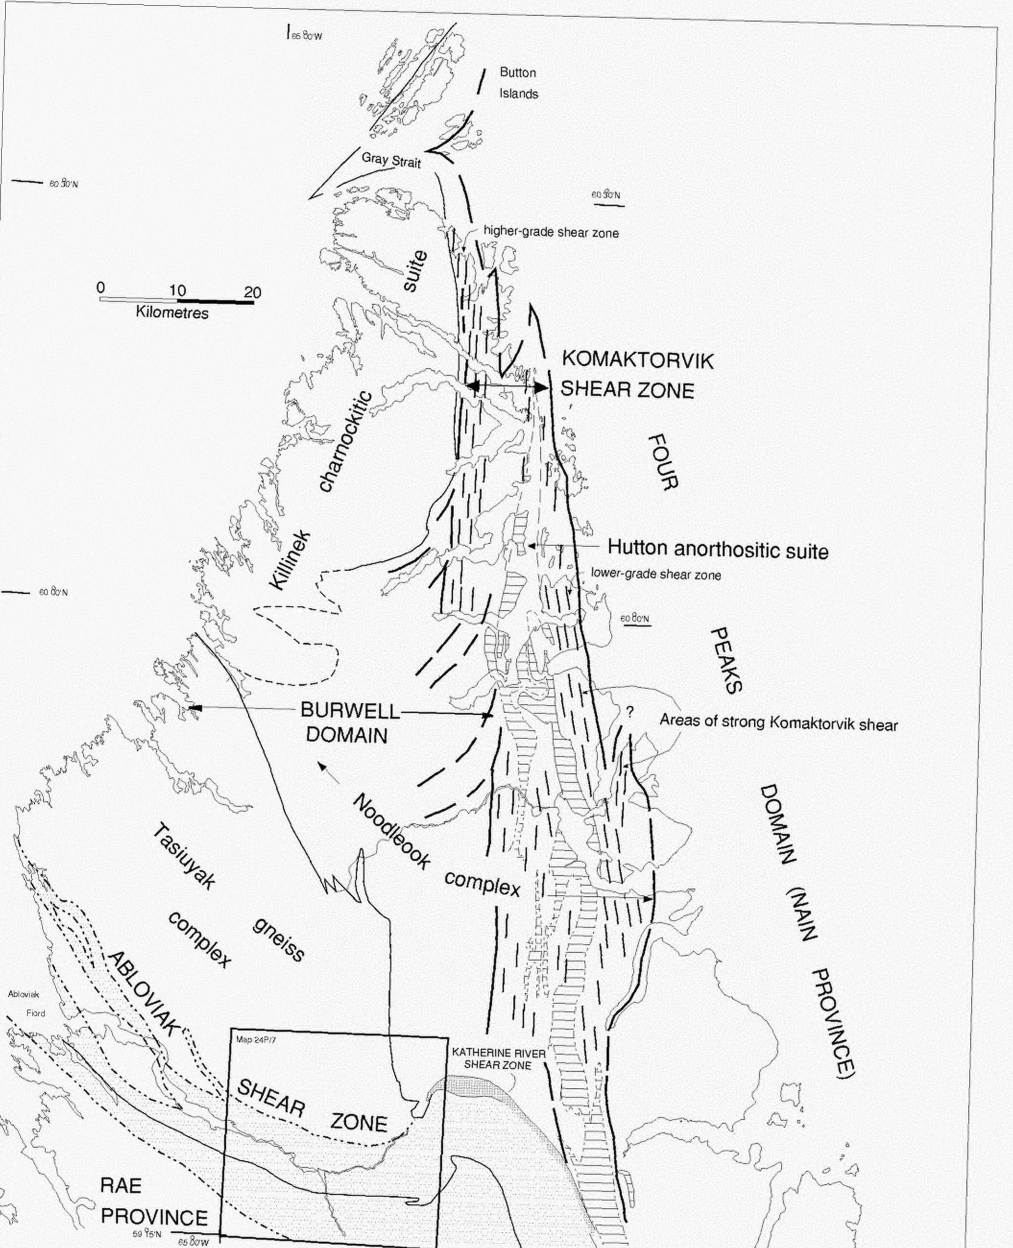 65 00'W
Button
Islands
Gray Strait
60 30'N
60 30'N
higher-grade shear zone
suite
0 10 20
Kilometres
KOMAKTORVIK
SHEAR ZONE
charnockitic
FOUR
Killinek
Hutton anorthositic suite
lower-grade shear zone
60 00'N
60 00'N
PEAKS
?
BURWELL
DOMAIN
Areas of strong Komaktorvik shear
Noodleook
complex
DOMAIN (NAIN PROVINCE)
Tasiuyak
gneiss
complex
ABLOVIAK
Abloviak
Fiord
Map 24P/7
KATHERINE RIVER
SHEAR ZONE
SHEAR ZONE
RAE
PROVINCE
65 00'W